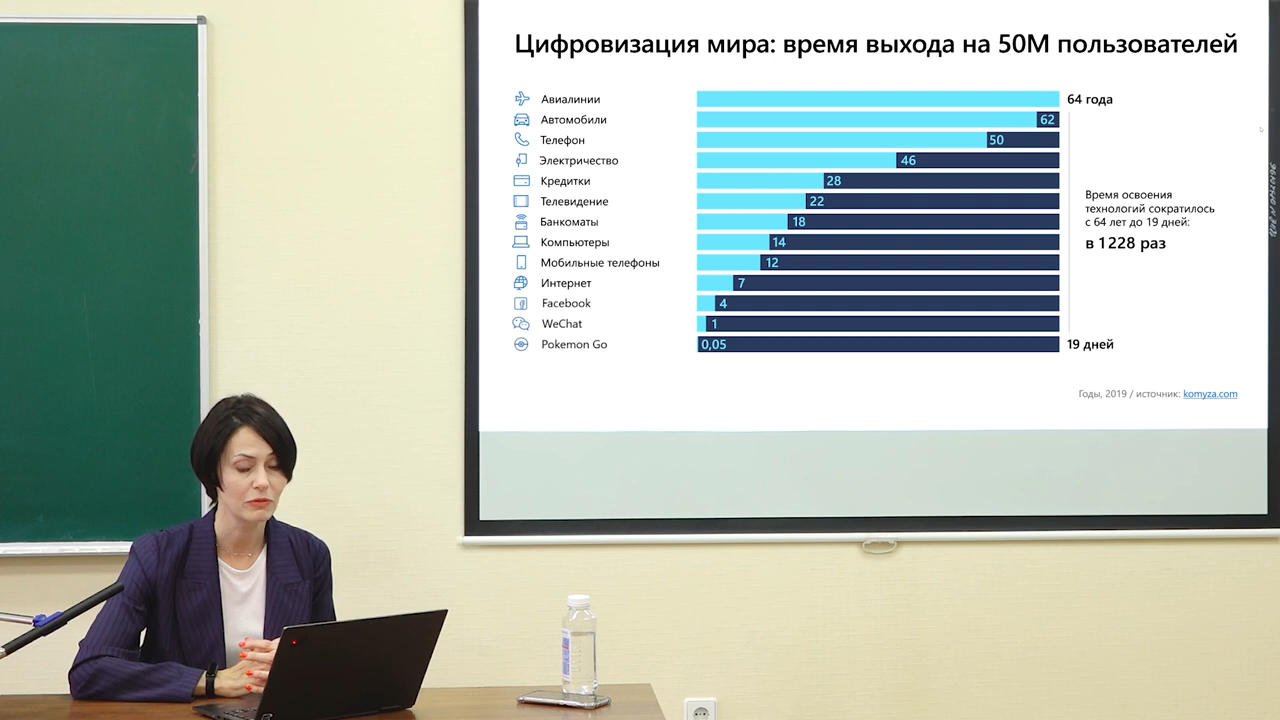 Цифровизация мира: время выхода на 50М пользователей
Авиалинии 64 года
Автомобили 62
Телефон 50
Электричество 46
Кредитки 28
Телевидение 22
Банкоматы 18
Компьютеры 14
Мобильные телефоны 12
Интернет 7
Facebook 4
WeChat 1
Pokemon Go 0,05 19 дней
Время освоения
технологий сократилось
с 64 лет до 19 дней:
в 1228 раз
Годы, 2019 / источник: komyza.com